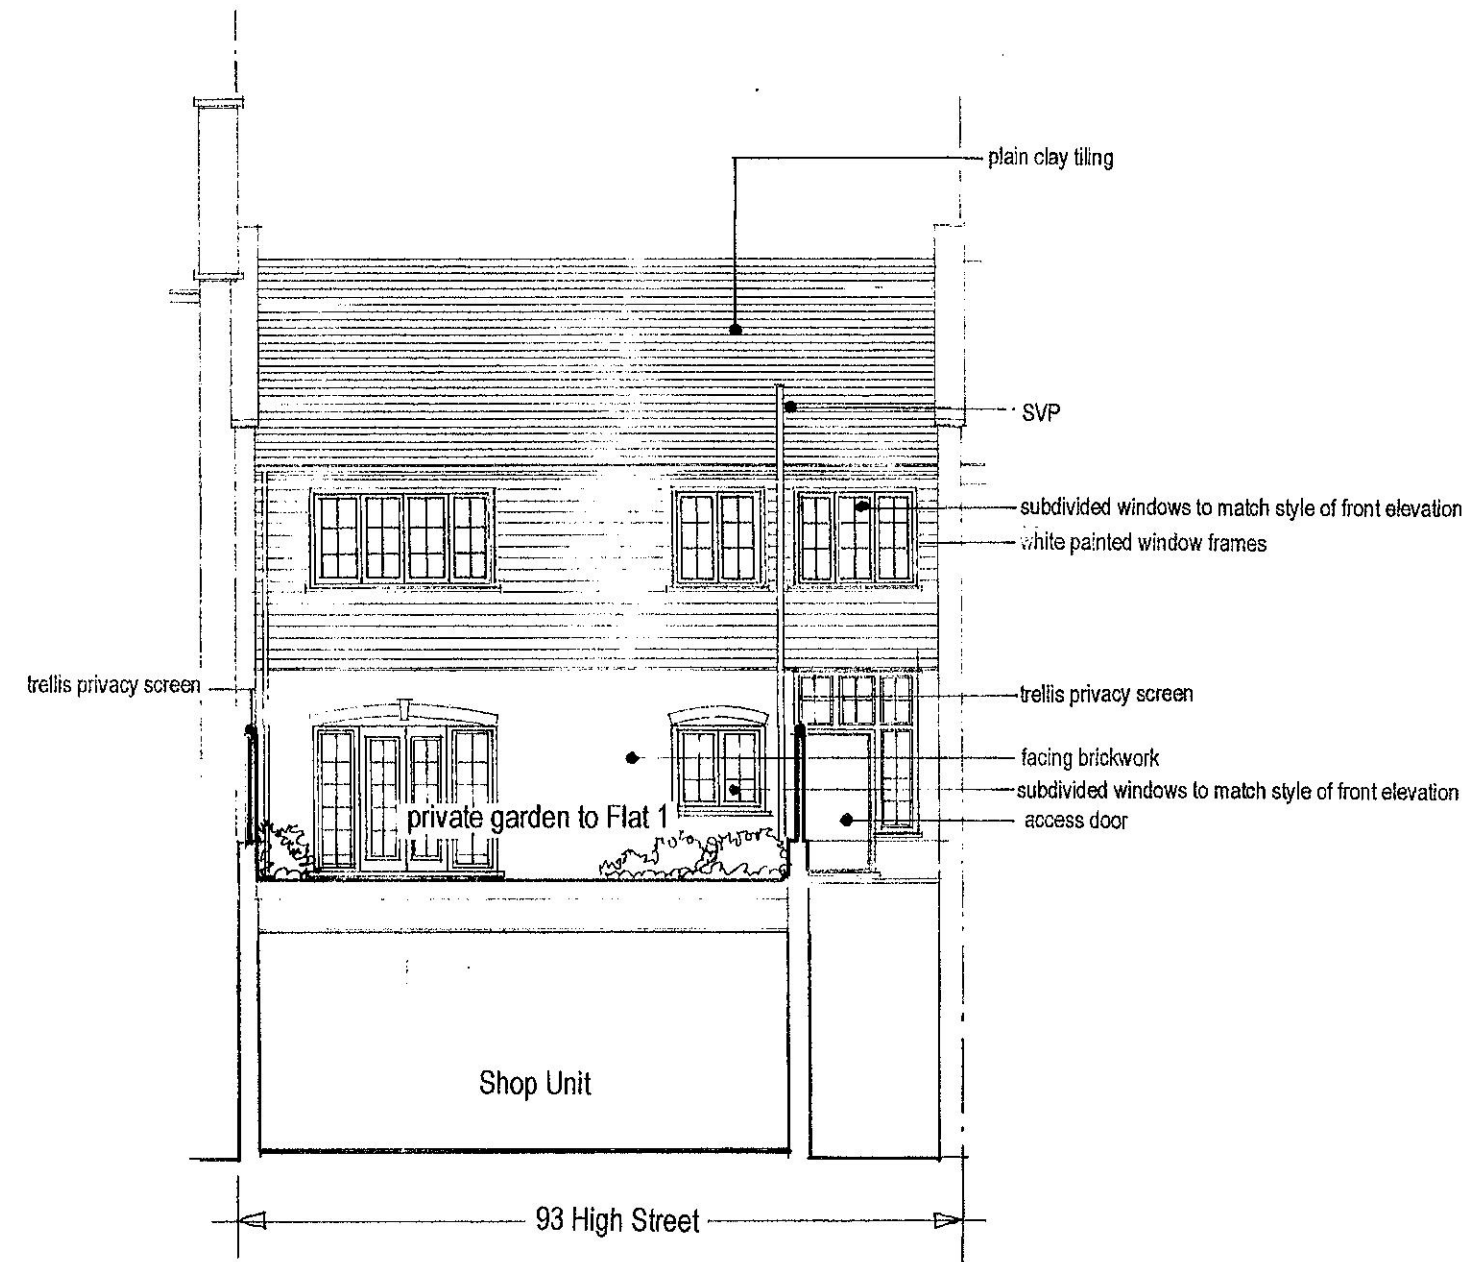 plain clay tiling
SVP
subdivided windows to match style of front elevation
white painted window frames
trellis privacy screen
trellis privacy screen
facing brickwork
subdivided windows to match style of front elevation
private garden to Flat 1
access door
Shop Unit
93 High Street